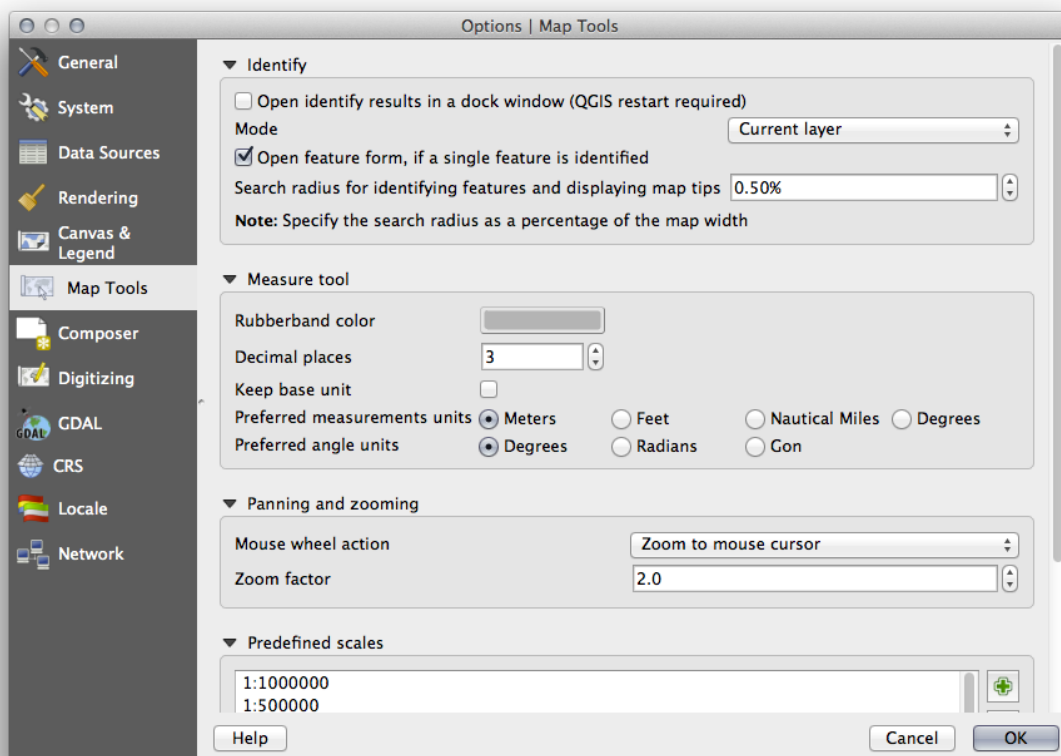 Options | Map Tools
General
System
Data Sources
Rendering
Canvas &
Legend
Map Tools
Composer
Digitizing
GDAL
GDAL
CRS
Locale
Network
Identify
Open identify results in a dock window (QGIS restart required)
Mode Current layer
Open feature form, if a single feature is identified
Search radius for identifying features and displaying map tips 0.50%
Note: Specify the search radius as a percentage of the map width
Measure tool
Rubberband color
Decimal places 3
Keep base unit
Preferred measurements units Meters Feet Nautical Miles Degrees
Preferred angle units Degrees Radians Gon
Panning and zooming
Mouse wheel action Zoom to mouse cursor
Zoom factor 2.0
Predefined scales
1:1000000
1:500000
Help Cancel OK